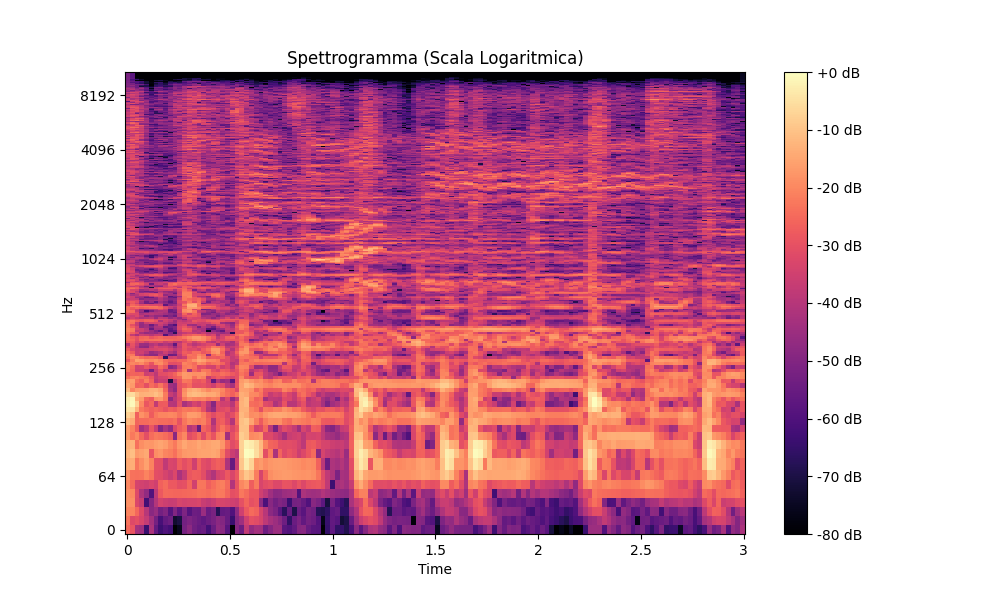 Spettrogramma (Scala Logaritmica)
Hz
8192
4096
2048
1024
512
256
128
64
0
0
0.5
1
1.5
2
2.5
3
Time
+0 dB
-10 dB
-20 dB
-30 dB
-40 dB
-50 dB
-60 dB
-70 dB
-80 dB